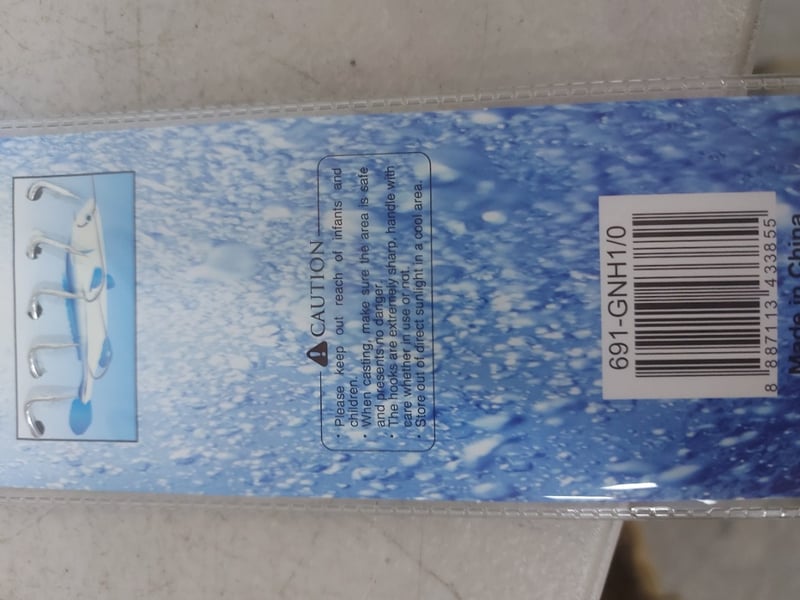 CAUTION
· Please keep out reach of infants and
children.
· When casting, make sure the area is safe
and presents no danger.
· The hooks are extremely sharp, handle with
care whether in use or not.
· Store out of direct sunlight in a cool area.
691-GNH1/0
8 887113 433855
Made in China